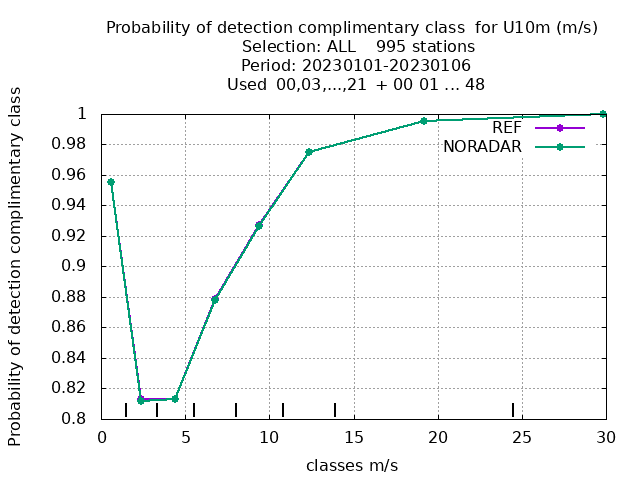 Probability of detection complimentary class  for U10m (m/s)
Selection: ALL    995 stations
Period: 20230101-20230106
Used  00,03,...,21  + 00 01 ... 48
Probability of detection complimentary class
1
0.98
0.96
0.94
0.92
0.9
0.88
0.86
0.84
0.82
0.8
REF
NORADAR
0 5 10 15 20 25 30
classes m/s